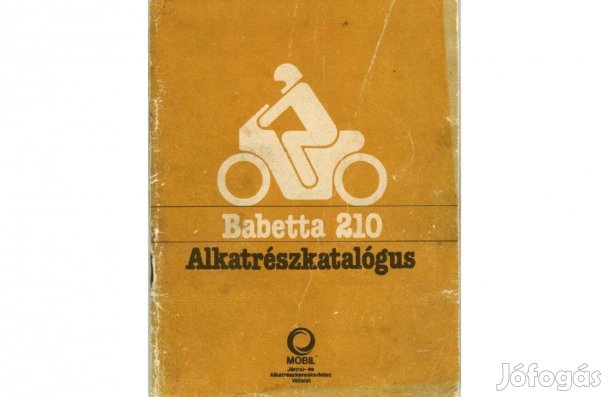 Babetta 210
Alkatrészkatalógus
MOBIL
Jármű- és
Alkatrészkereskedelmi
Vállalat
Jófogás